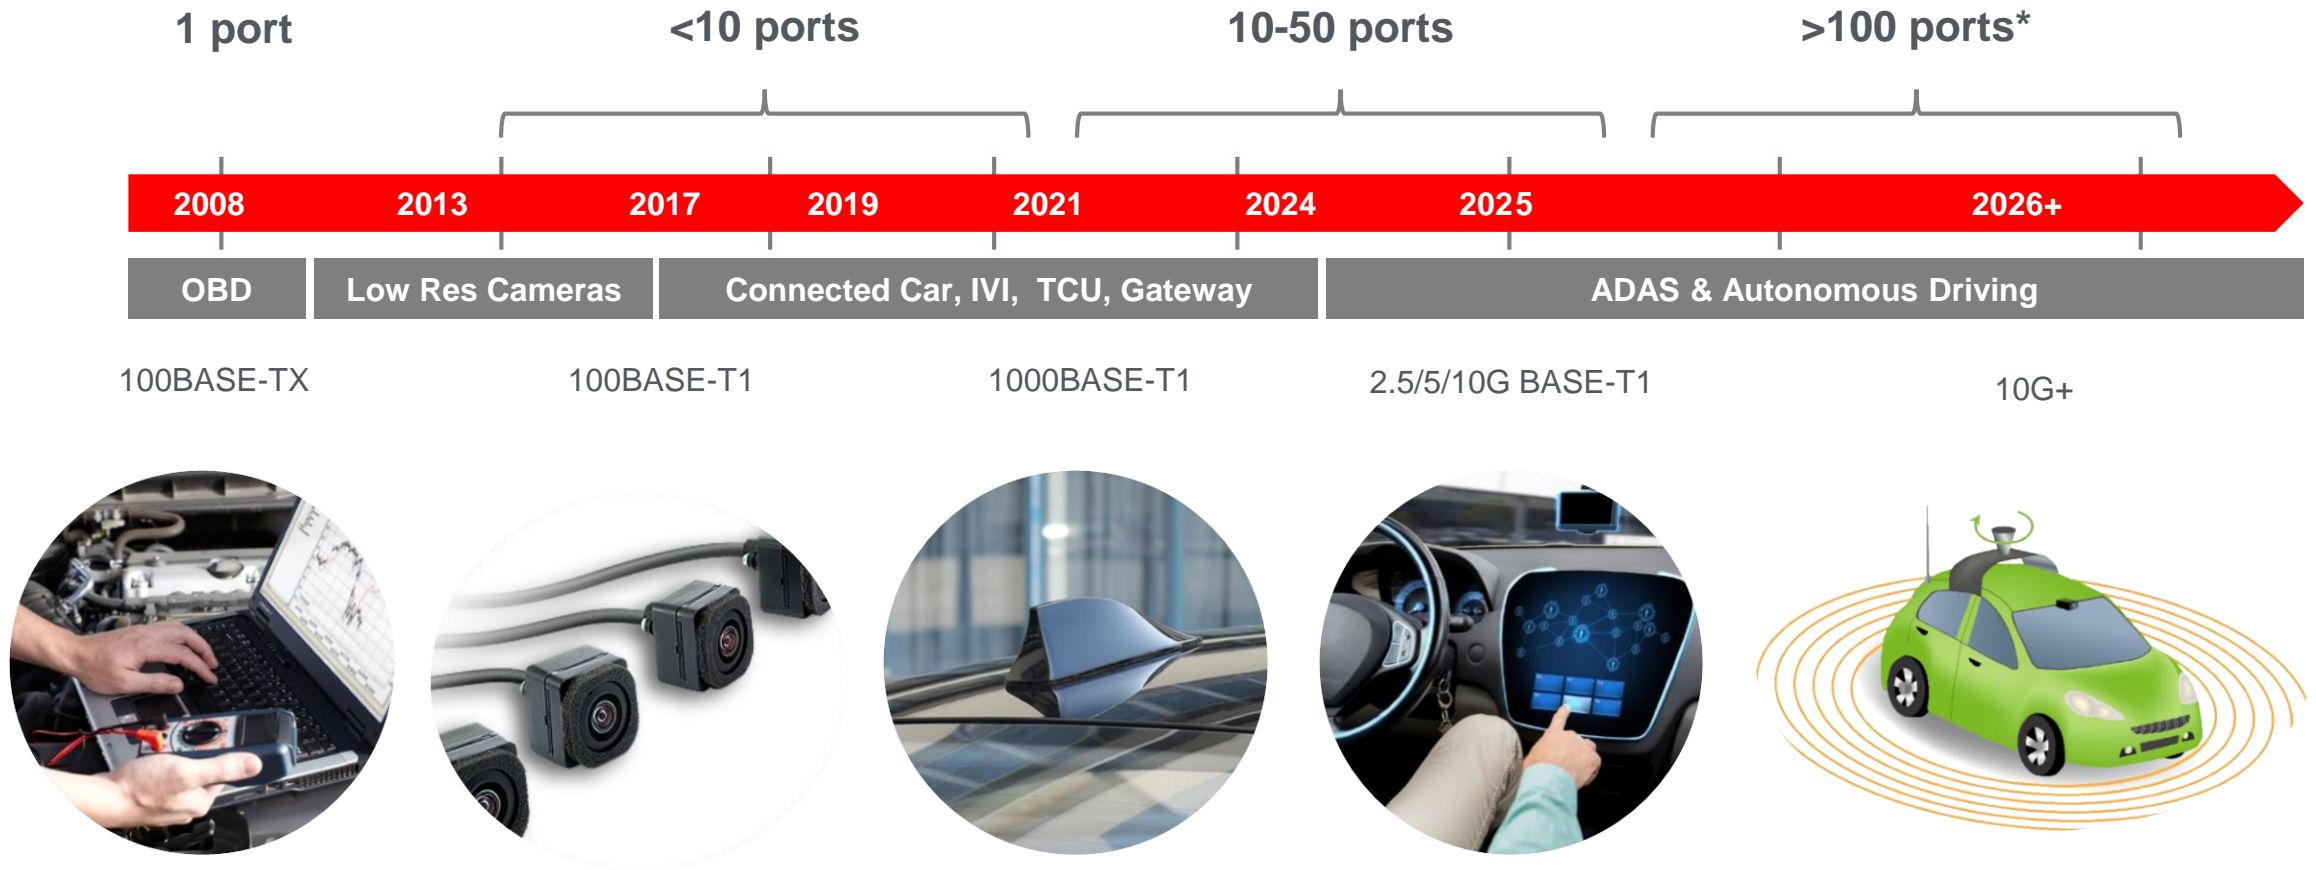 1 port
<10 ports
10-50 ports
>100 ports*
2008
2013
2017
2019
2021
2024
2025
2026+
OBD
Low Res Cameras
Connected Car, IVI,  TCU, Gateway
ADAS & Autonomous Driving
100BASE-TX
100BASE-T1
1000BASE-T1
2.5/5/10G BASE-T1
10G+